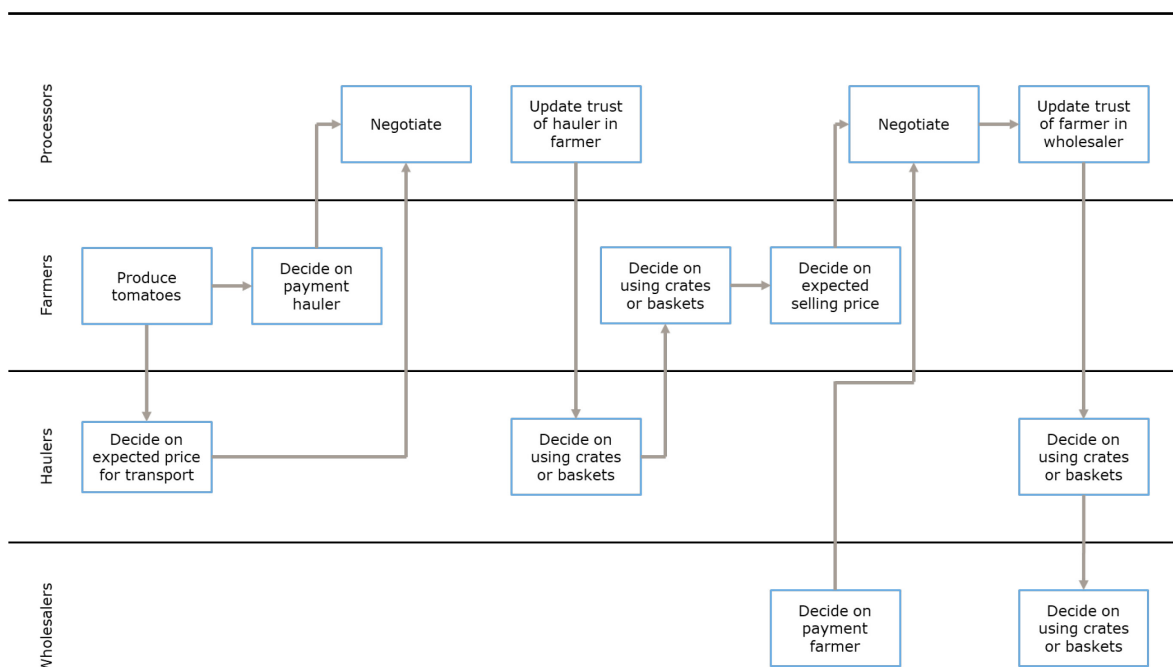 Processors
Negotiate
Update trust
of hauler in
farmer
Negotiate
Update trust
of farmer in
wholesaler
Farmers
Produce
tomatoes
Decide on
payment
hauler
Decide on
using crates
or baskets
Decide on
expected
selling price
Haulers
Decide on
expected price
for transport
Decide on
using crates
or baskets
Decide on
using crates
or baskets
Wholesalers
Decide on
payment
farmer
Decide on
using crates
or baskets